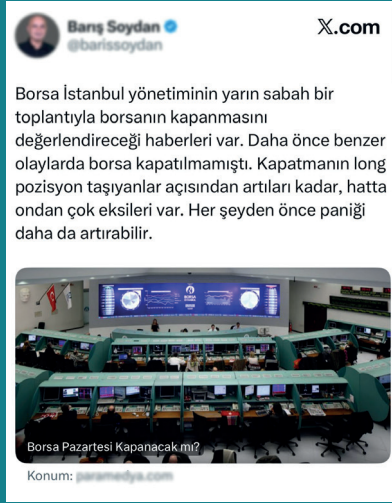 Barış Soydan
X.com
@barissoydan
Borsa İstanbul yönetiminin yarın sabah bir
toplantıyla borsanın kapanmasını
değerlendireceği haberleri var. Daha önce benzer
olaylarda borsa kapatılmamıştı. Kapatmanın long
pozisyon taşıyanlar açısından artıları kadar, hatta
ondan çok eksileri var. Her şeyden önce paniği
daha da artırabilir.
Borsa Pazartesi Kapanacak mı?
Konum: paramedya.com